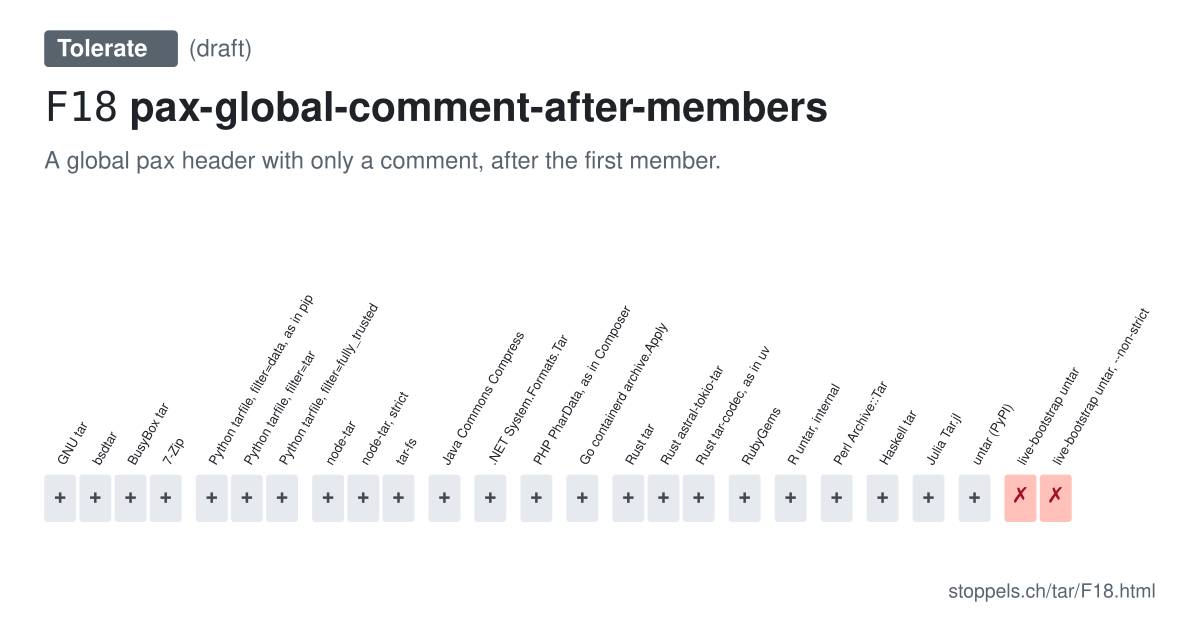 Tolerate (draft)
F18 pax-global-comment-after-members
A global pax header with only a comment, after the first member.
GNU tar
bsdtar
BusyBox tar
7-Zip
Python tarfile, filter=data, as in pip
Python tarfile, filter=tar
Python tarfile, filter=fully_trusted
node-tar
node-tar, strict
tar-fs
Java Commons Compress
.NET System.Formats.Tar
PHP PharData, as in Composer
Go containerd archive.Apply
Rust tar
Rust astral-tokio-tar
Rust tar-codec, as in uv
RubyGems
R untar, internal
Perl Archive::Tar
Haskell tar
Julia Tar.jl
untar (PyPI)
live-bootstrap untar
live-bootstrap untar, --non-strict
+ + + + + + + + + + + + + + + + + + + + + + + ✗ ✗
stoppels.ch/tar/F18.html